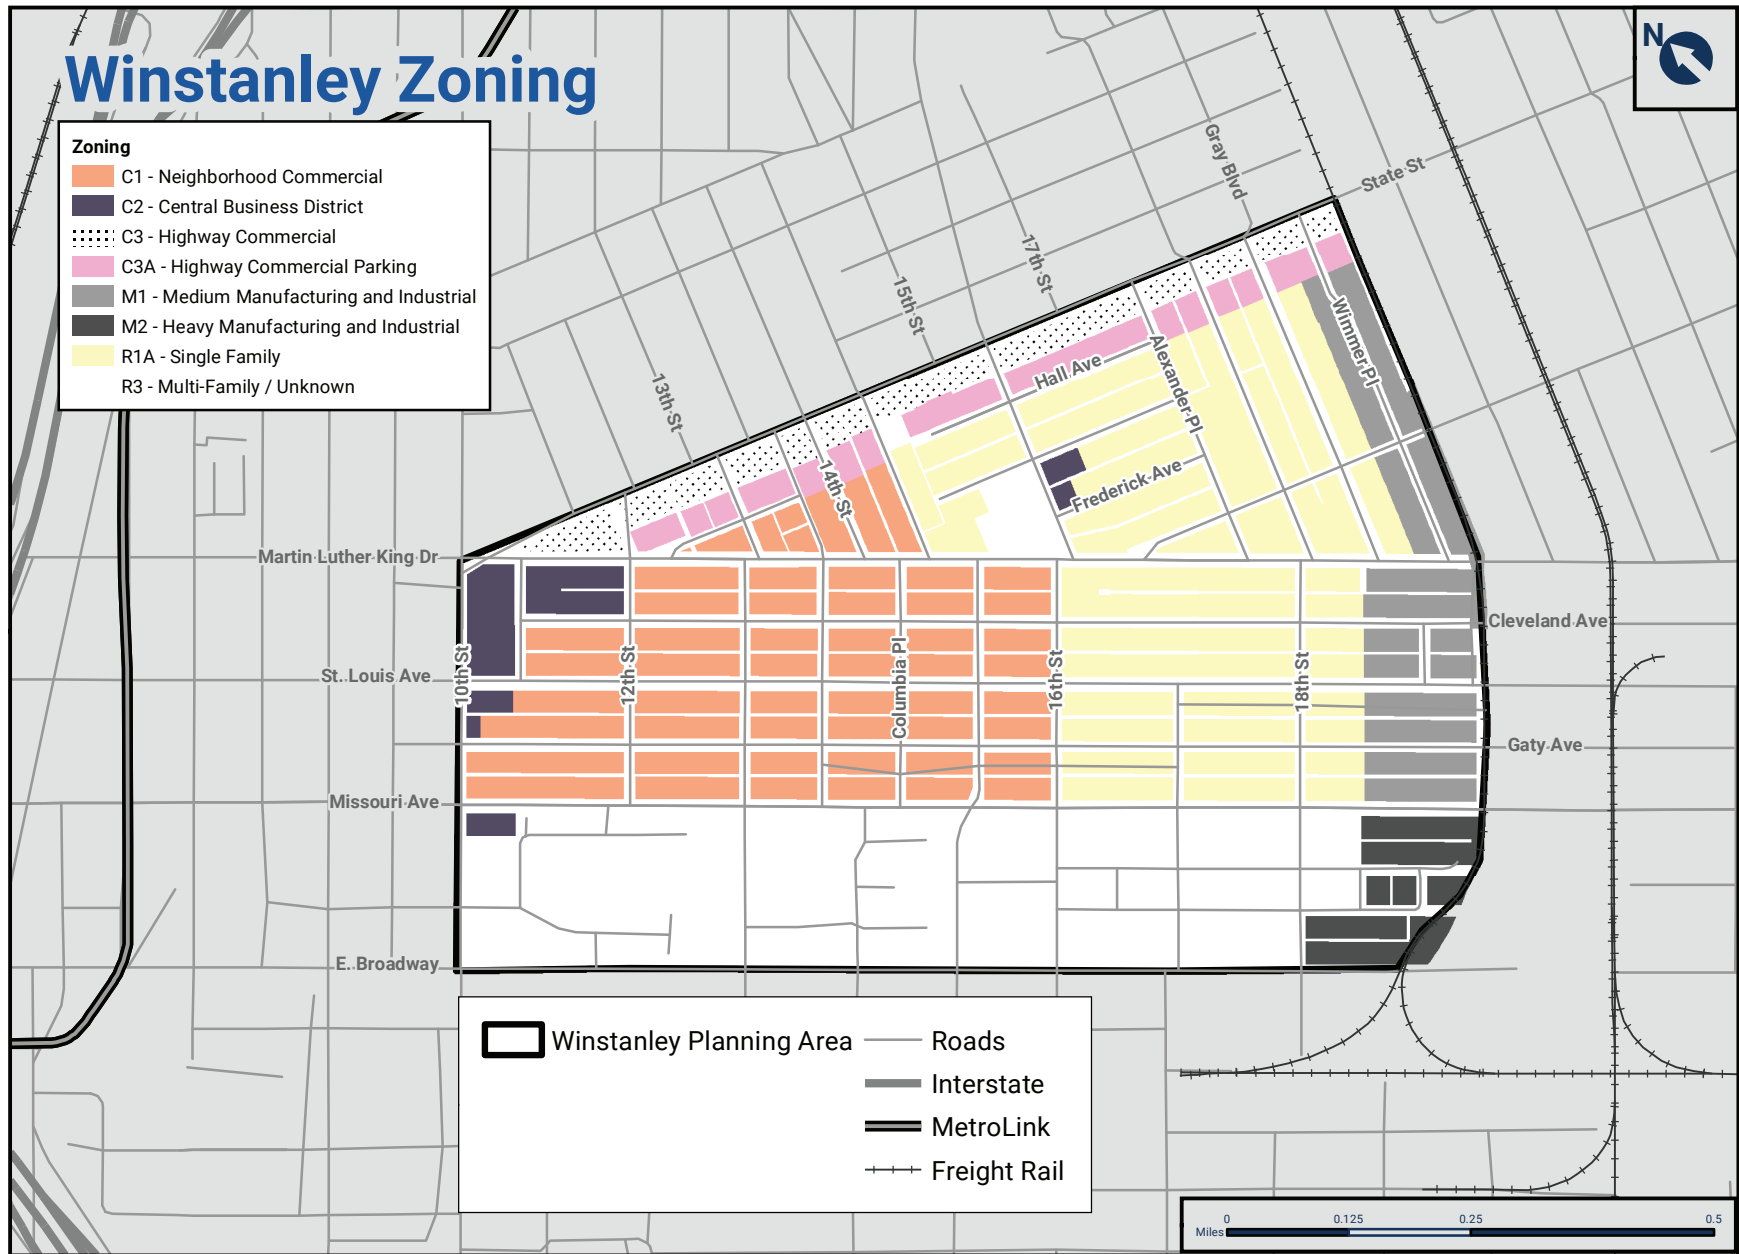 Winstanley Zoning
N
Zoning
C1 - Neighborhood Commercial
C2 - Central Business District
C3 - Highway Commercial
C3A - Highway Commercial Parking
M1 - Medium Manufacturing and Industrial
M2 - Heavy Manufacturing and Industrial
R1A - Single Family
R3 - Multi-Family / Unknown
State St
Gray Blvd
17th St
15th St
Wimmer Pl
Alexander Pl
Hall Ave
13th St
14th St
Frederick Ave
Martin Luther King Dr
Cleveland Ave
St. Louis Ave
10th St
12th St
Columbia Pl
16th St
18th St
Gaty Ave
Missouri Ave
E. Broadway
Winstanley Planning Area
Roads
Interstate
MetroLink
Freight Rail
0 0.125 0.25 0.5
Miles